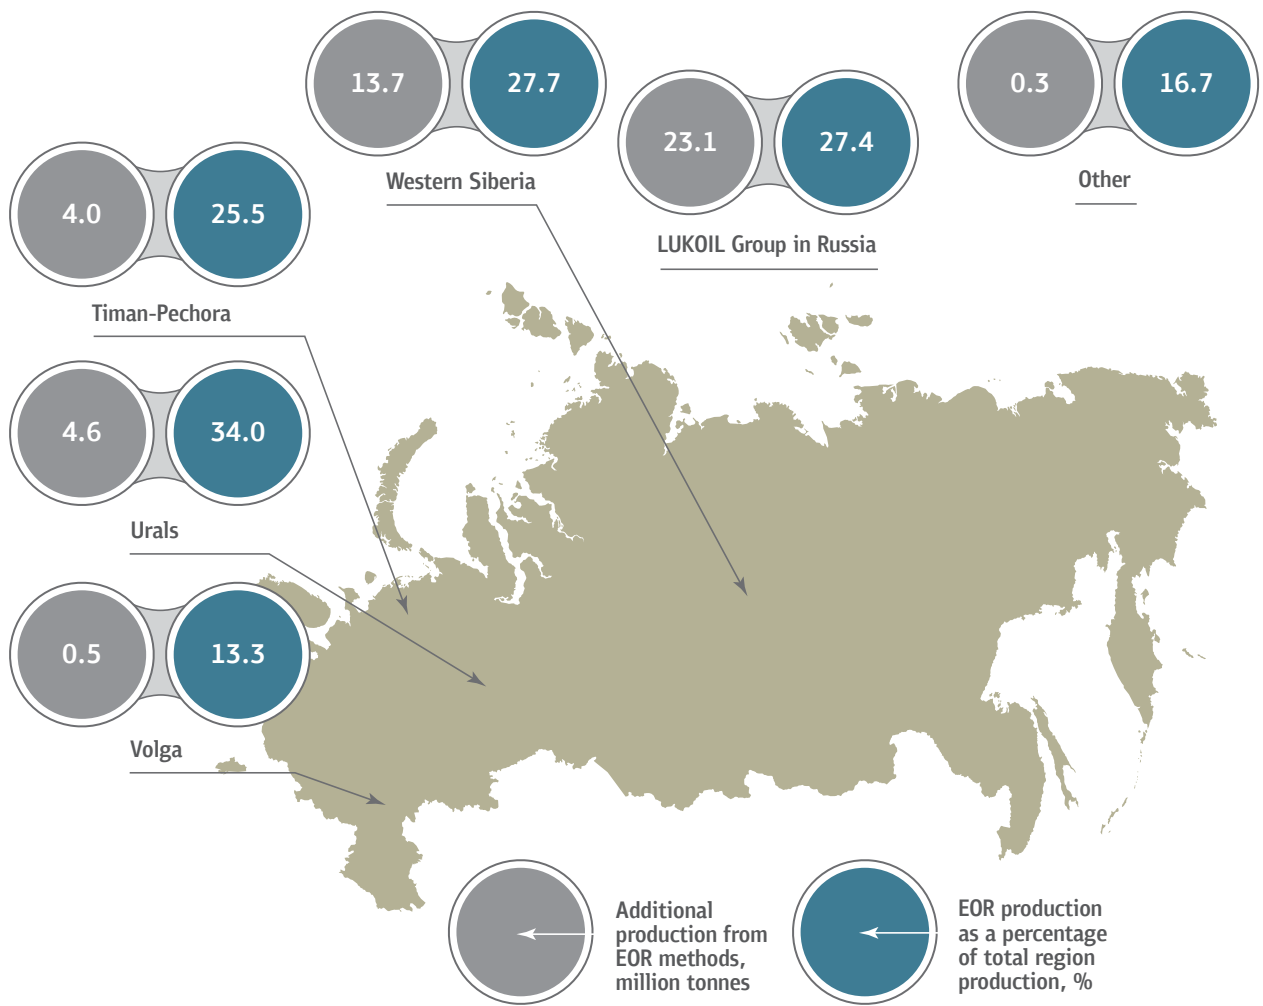 13.7
27.7
Western Siberia
23.1
27.4
LUKOIL Group in Russia
0.3
16.7
Other
4.0
25.5
Timan-Pechora
4.6
34.0
Urals
0.5
13.3
Volga
Additional
production from
EOR methods,
million tonnes
EOR production
as a percentage
of total region
production, %